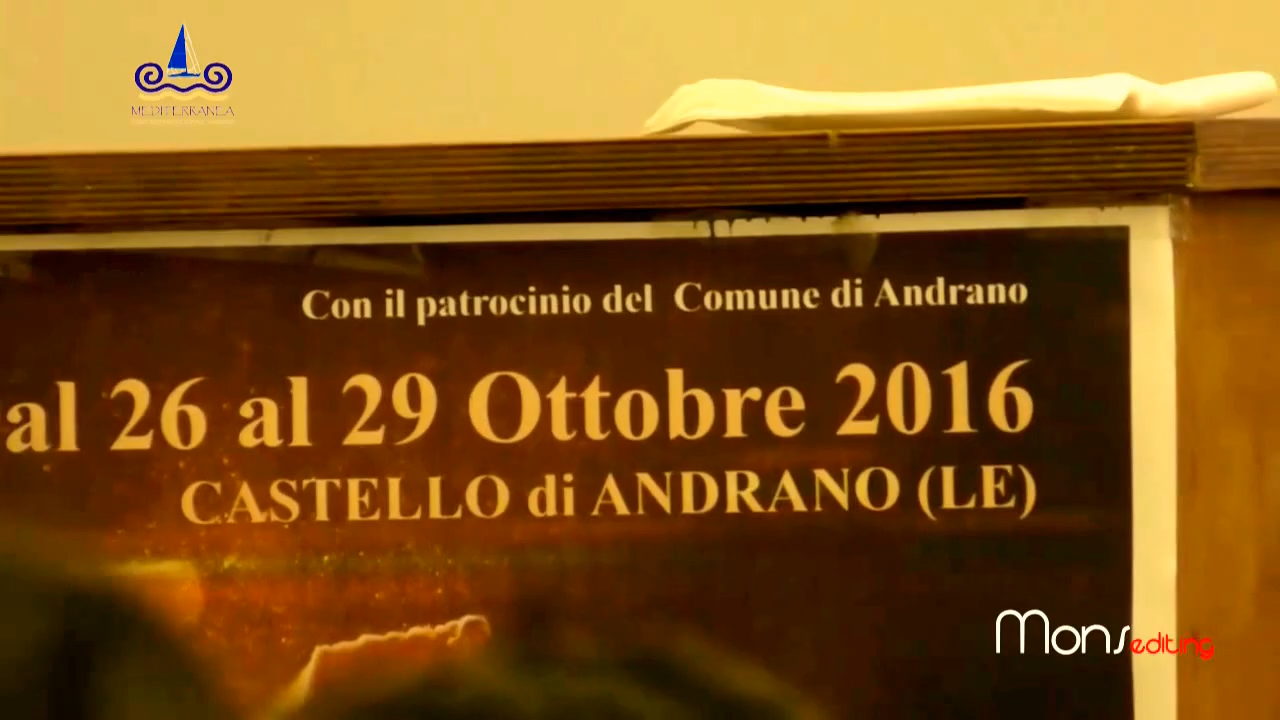 MEDITERRANEA
Con il patrocinio del Comune di Andrano
al 26 al 29 Ottobre 2016
CASTELLO di ANDRANO (LE)
Mons editing